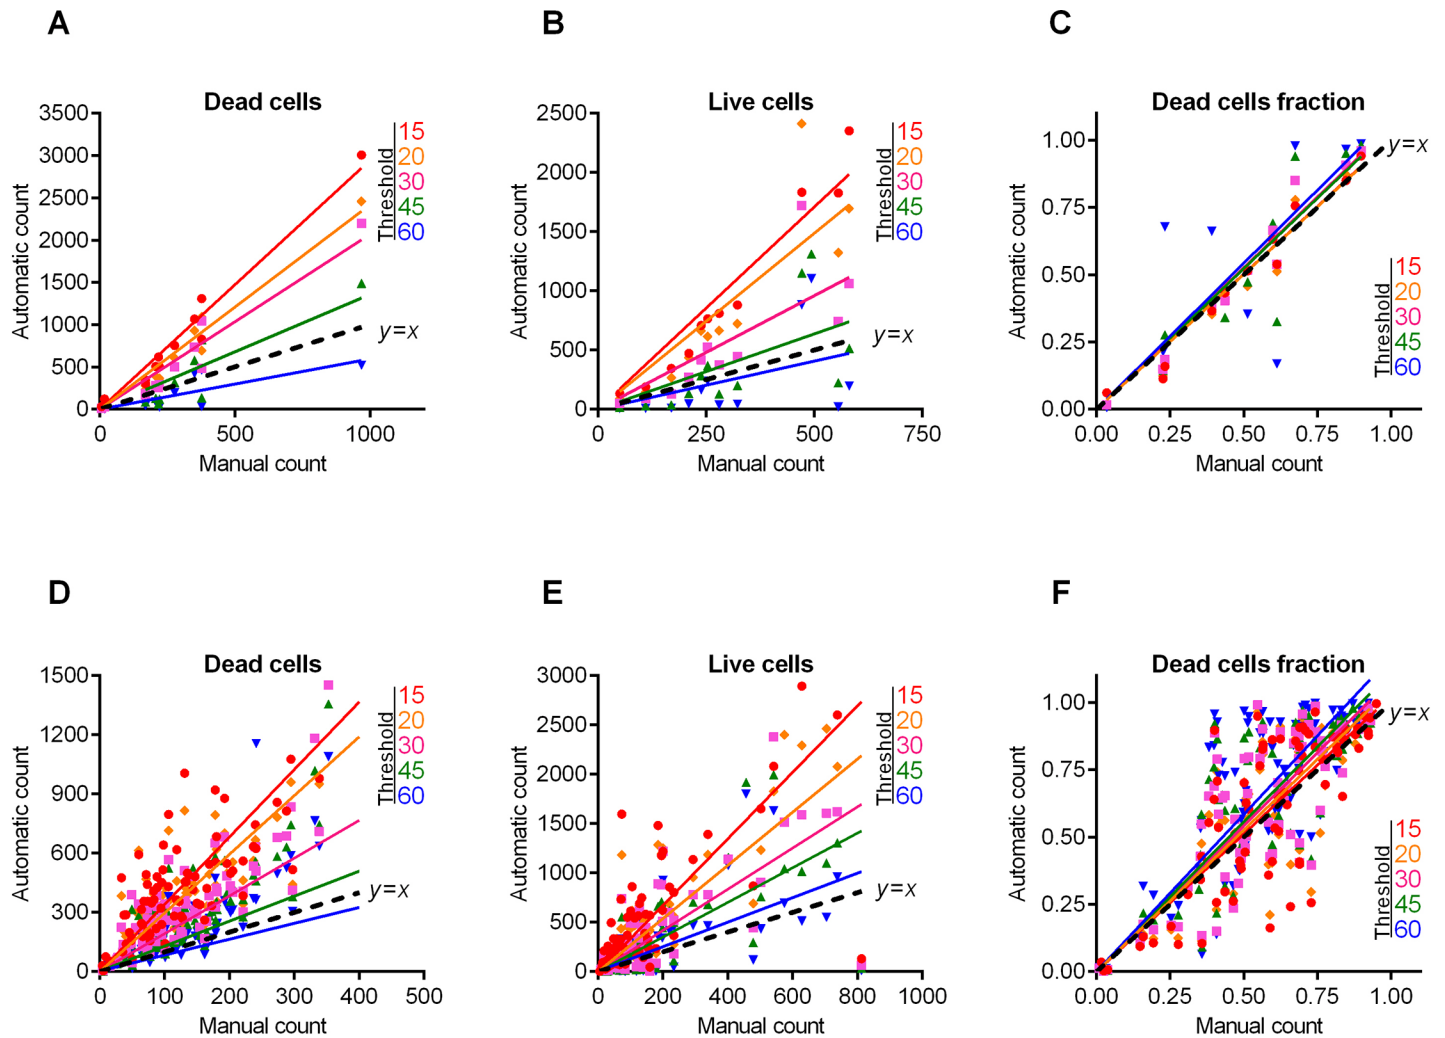 A
Dead cells
3500
3000
2500
2000
1500
1000
500
0
0
500
1000
Automatic count
Manual count
Threshold
15
20
30
45
60
y=x
B
Live cells
2500
2000
1500
1000
500
0
0
250
500
750
Automatic count
Manual count
Threshold
15
20
30
45
60
y=x
C
Dead cells fraction
1.00
0.75
0.50
0.25
0.00
0.00
0.25
0.50
0.75
1.00
Automatic count
Manual count
Threshold
15
20
30
45
60
y=x
D
Dead cells
1500
1200
900
600
300
0
0
100
200
300
400
500
Automatic count
Manual count
Threshold
15
20
30
45
60
y=x
E
Live cells
3000
2500
2000
1500
1000
500
0
0
200
400
600
800
1000
Automatic count
Manual count
Threshold
15
20
30
45
60
y=x
F
Dead cells fraction
1.00
0.75
0.50
0.25
0.00
0.00
0.25
0.50
0.75
1.00
Automatic count
Manual count
Threshold
15
20
30
45
60
y=x